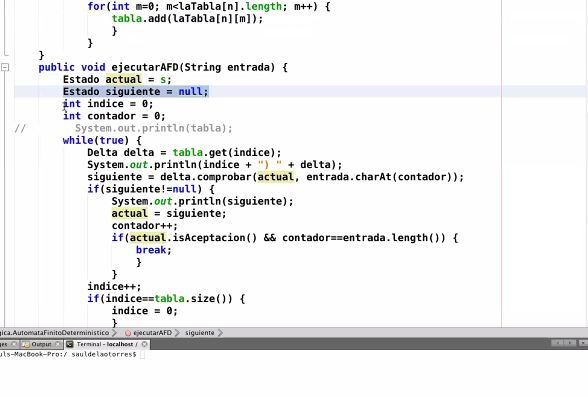 for(int m=0; m<laTabla[n].length; m++) {
tabla.add(laTabla[n][m]);
}
}
}
public void ejecutarAFD(String entrada) {
Estado actual = s;
Estado siguiente = null;
int indice = 0;
int contador = 0;
// System.out.println(tabla);
while(true) {
Delta delta = tabla.get(indice);
System.out.println(indice + ") " + delta);
siguiente = delta.comprobar(actual, entrada.charAt(contador));
if(siguiente!=null) {
System.out.println(siguiente);
actual = siguiente;
contador++;
if(actual.isAceptacion() && contador==entrada.length()) {
break;
}
}
indice++;
if(indice==tabla.size()) {
indice = 0;
}
gica.AutomataFinitoDeterministico ejecutarAFD siguiente
ges Output Terminal - localhost /
uls-MacBook-Pro:/ sauldelaotorres$